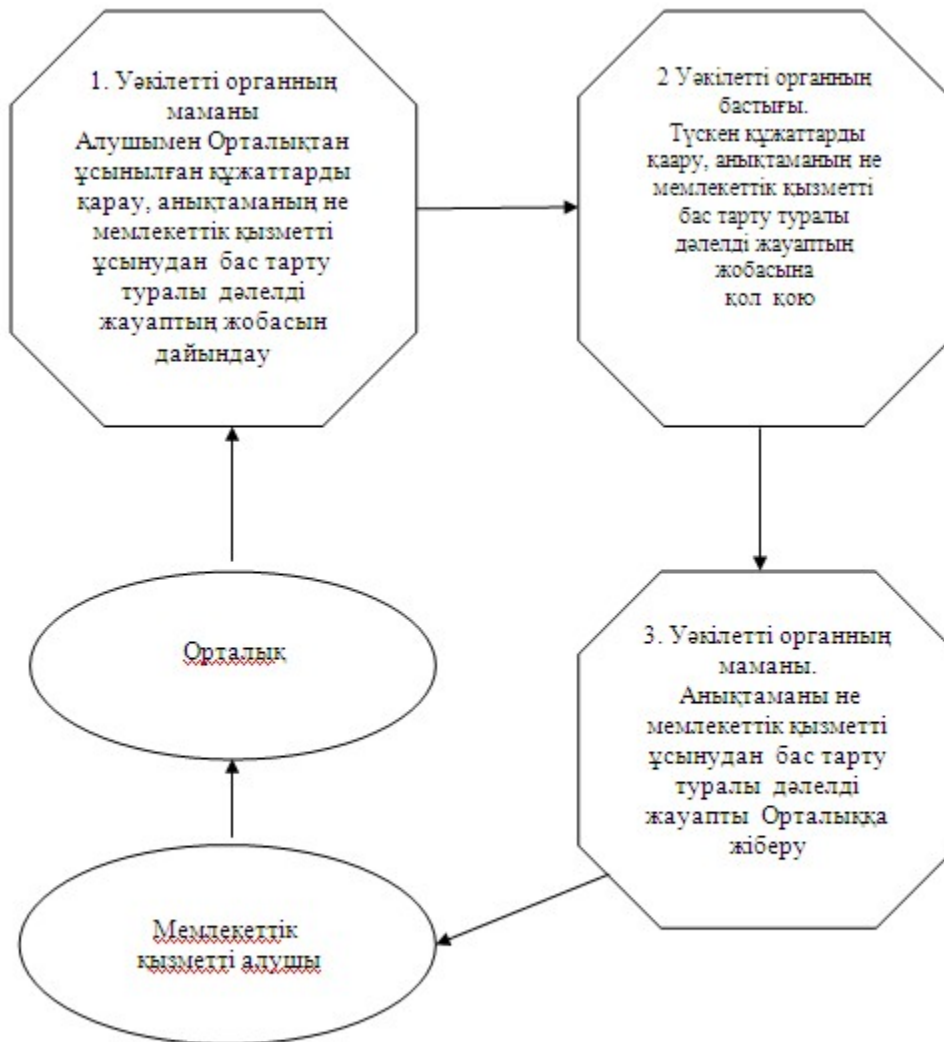 1. Уәкілетті органның
маманы
Алушымен Орталықтан
ұсынылған құжаттарды
қарау, анықтаманың не
мемлекеттік қызметті
ұсынудан бас тарту
туралы дәлелді
жауаптың жобасын
дайындау
2 Уәкілетті органның
бастығы.
Түскен құжаттарды
қаару, анықтаманың не
мемлекеттік қызметті
бас тарту туралы
дәлелді жауаптың
жобасына
қол қою
3. Уәкілетті органның
маманы.
Анықтаманы не
мемлекеттік қызметті
ұсынудан бас тарту
туралы дәлелді
жауапты Орталыққа
жіберу
Орталық
Мемлекеттік
қызметті алушы